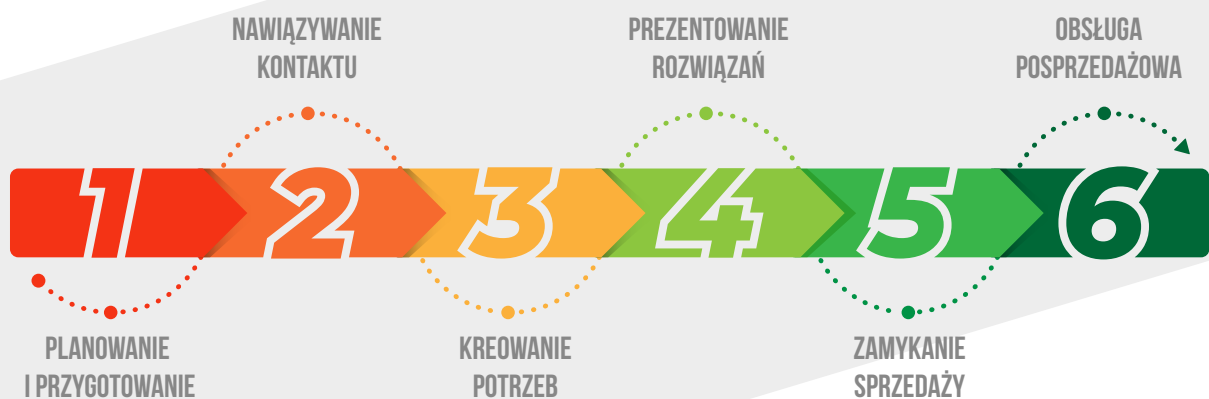 NAWIĄZYWANIE
KONTAKTU
PREZENTOWANIE
ROZWIĄZAŃ
OBSŁUGA
POSPRZEDAŻOWA
1
2
3
4
5
6
PLANOWANIE
I PRZYGOTOWANIE
KREOWANIE
POTRZEB
ZAMYKANIE
SPRZEDAŻY